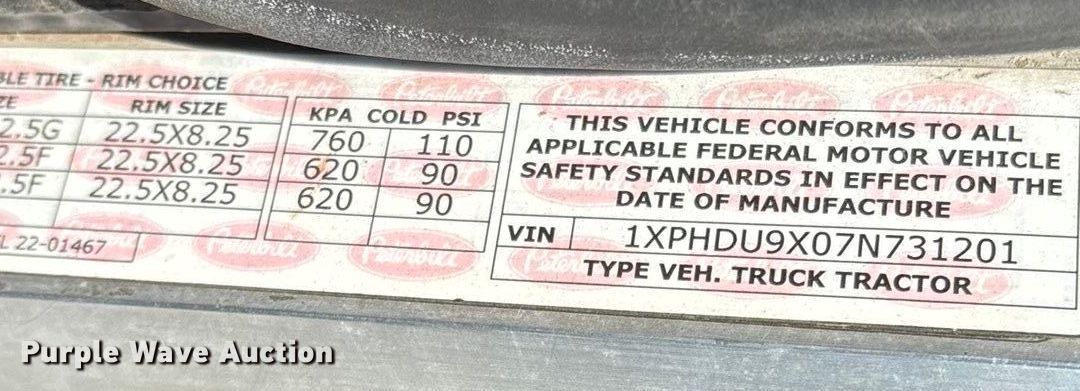 BLE TIRE - RIM CHOICE
ZE RIM SIZE
2.5G 22.5X8.25
2.5F 22.5X8.25
.5F 22.5X8.25
L 22-01467
KPA COLD PSI
760 110
620 90
620 90
THIS VEHICLE CONFORMS TO ALL
APPLICABLE FEDERAL MOTOR VEHICLE
SAFETY STANDARDS IN EFFECT ON THE
DATE OF MANUFACTURE
VIN 1XPHDU9X07N731201
TYPE VEH. TRUCK TRACTOR
Peterbilt
Purple Wave Auction